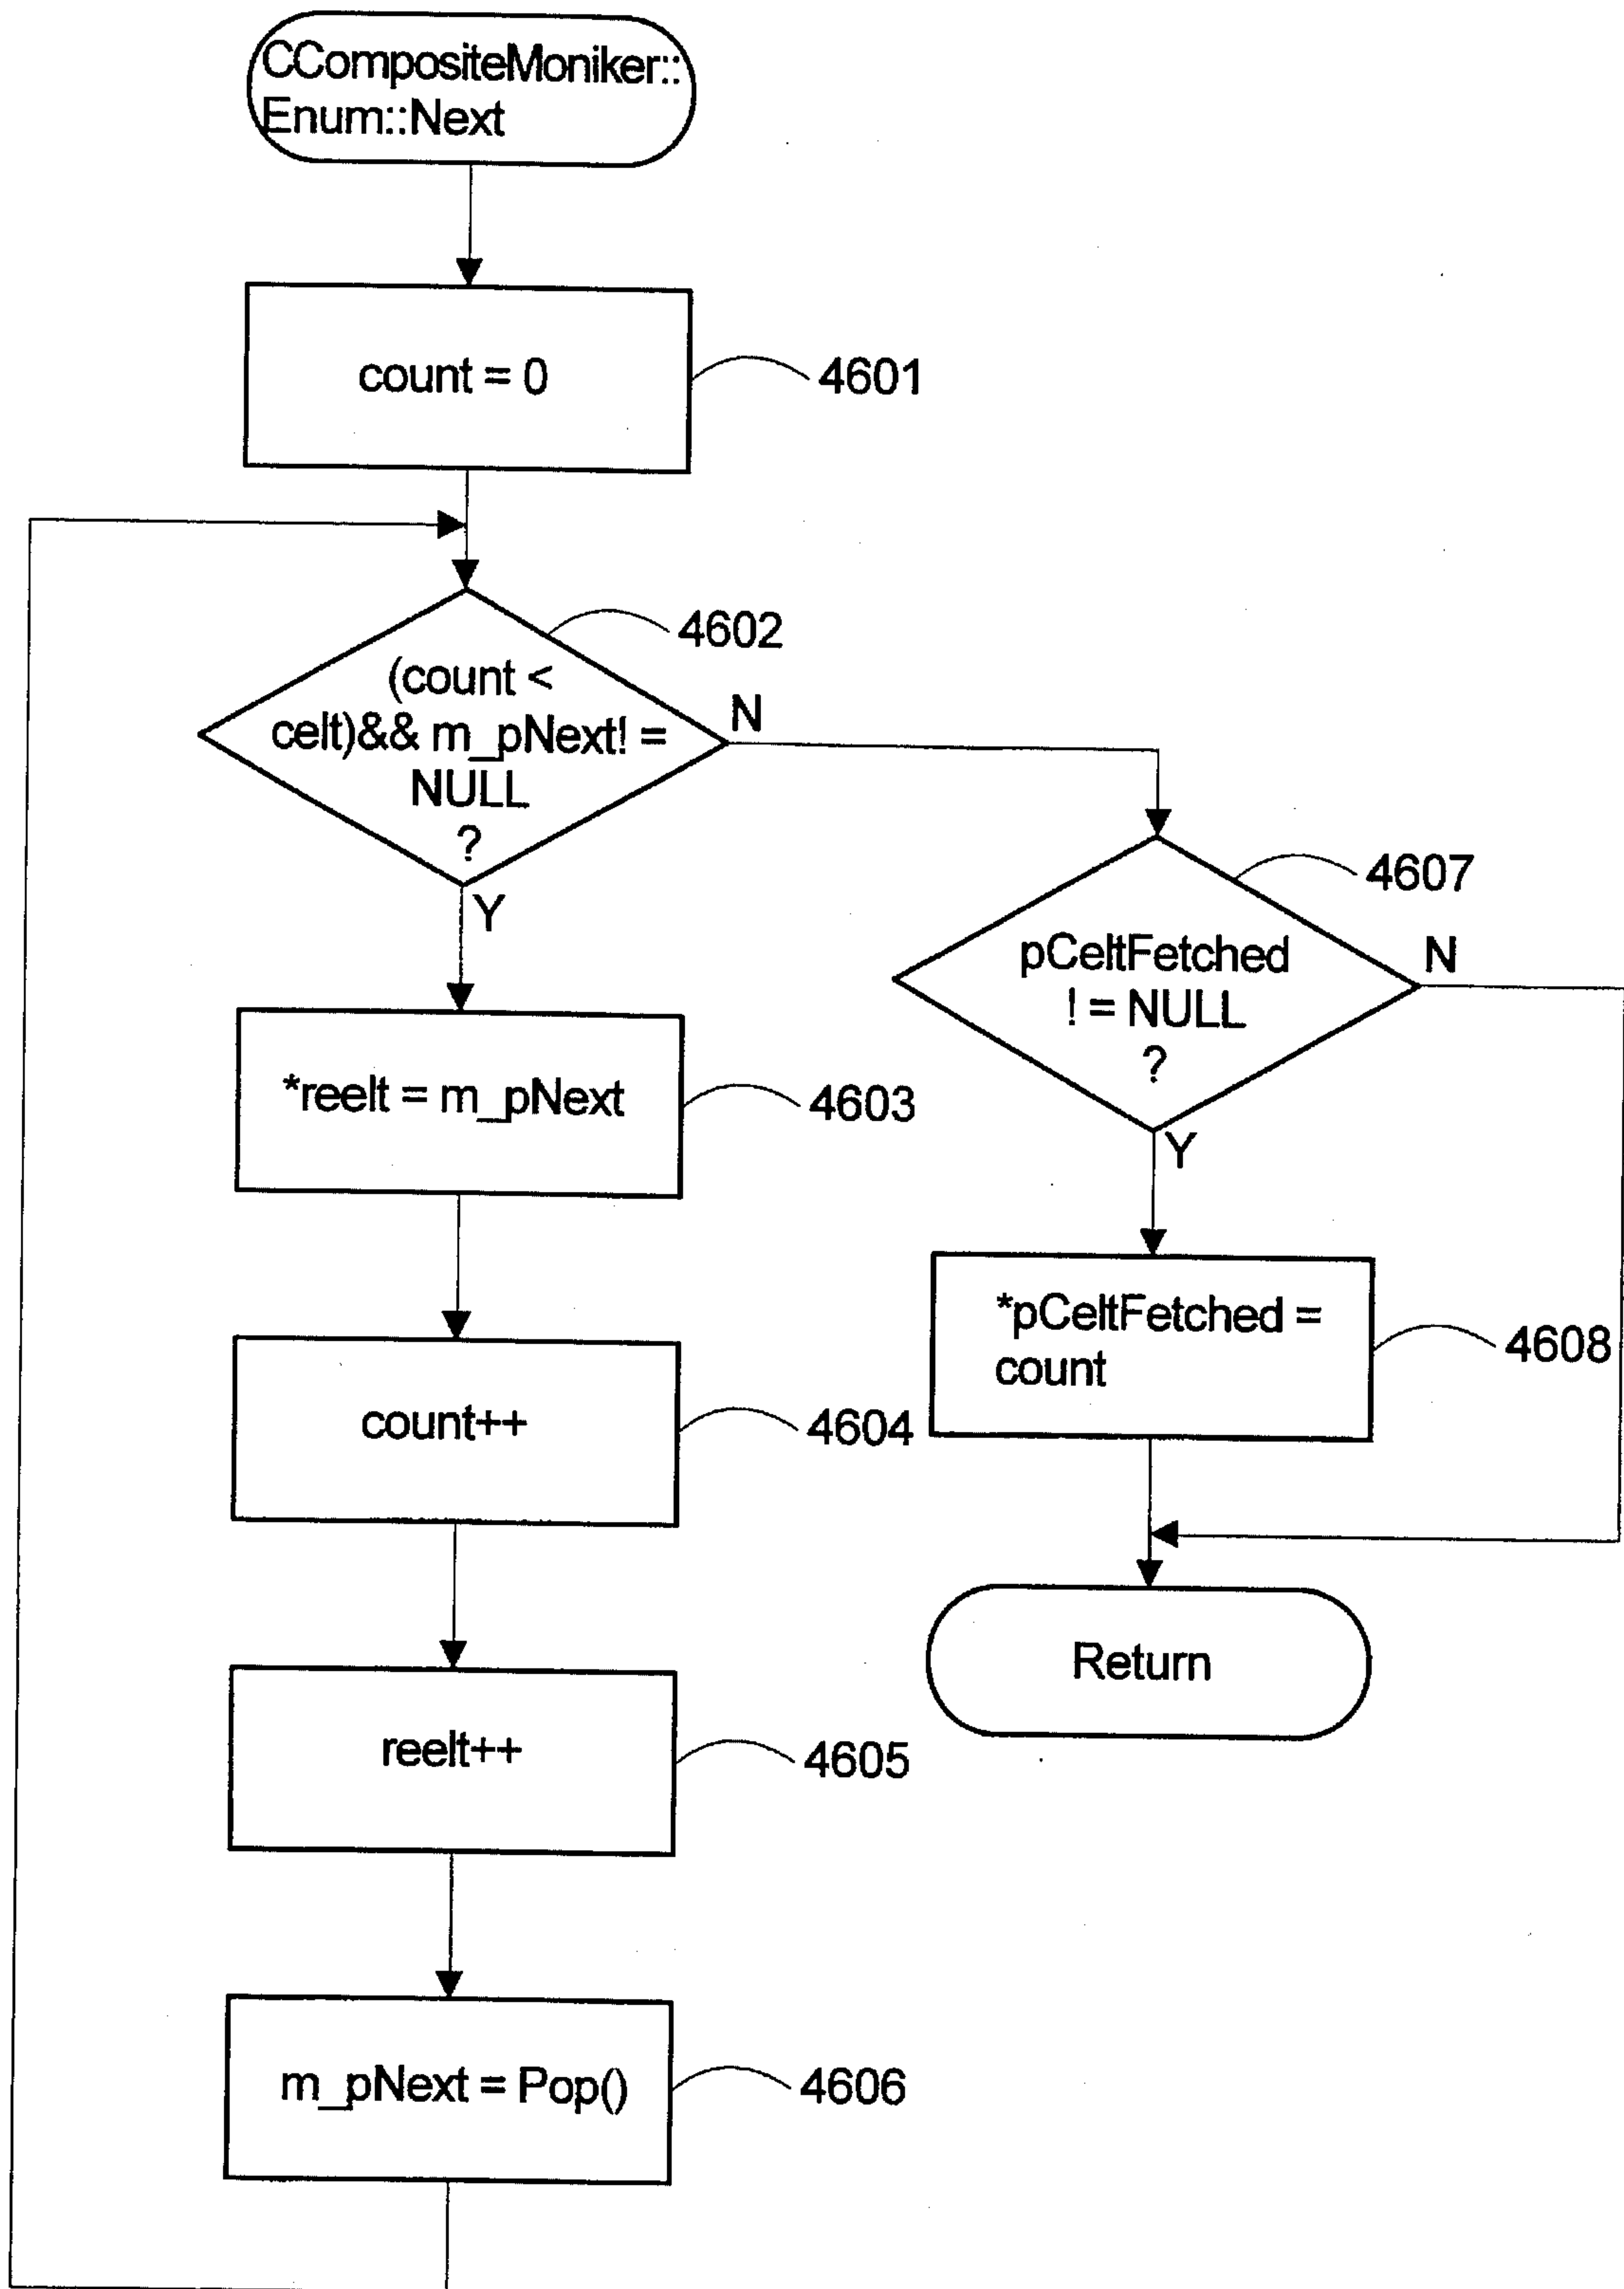 CCompositeMoniker::
Enum::Next
count = 0
4601
4602
(count <
celt)&& m_pNext! =
NULL
?
N
Y
4607
pCeltFetched
! = NULL
?
N
Y
*reelt = m_pNext
4603
*pCeltFetched =
count
4608
count++
4604
Return
reelt++
4605
m_pNext = Pop()
4606